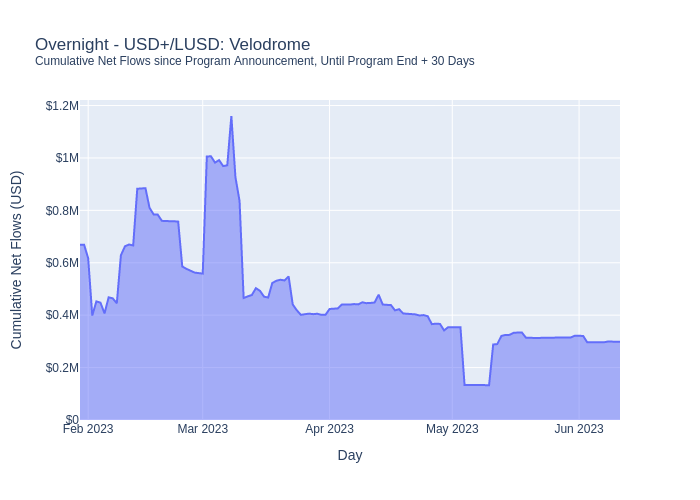 Overnight - USD+/LUSD: Velodrome
Cumulative Net Flows since Program Announcement, Until Program End + 30 Days
Cumulative Net Flows (USD)
$1.2M
$1M
$0.8M
$0.6M
$0.4M
$0.2M
$0
Feb 2023 Mar 2023 Apr 2023 May 2023 Jun 2023
Day